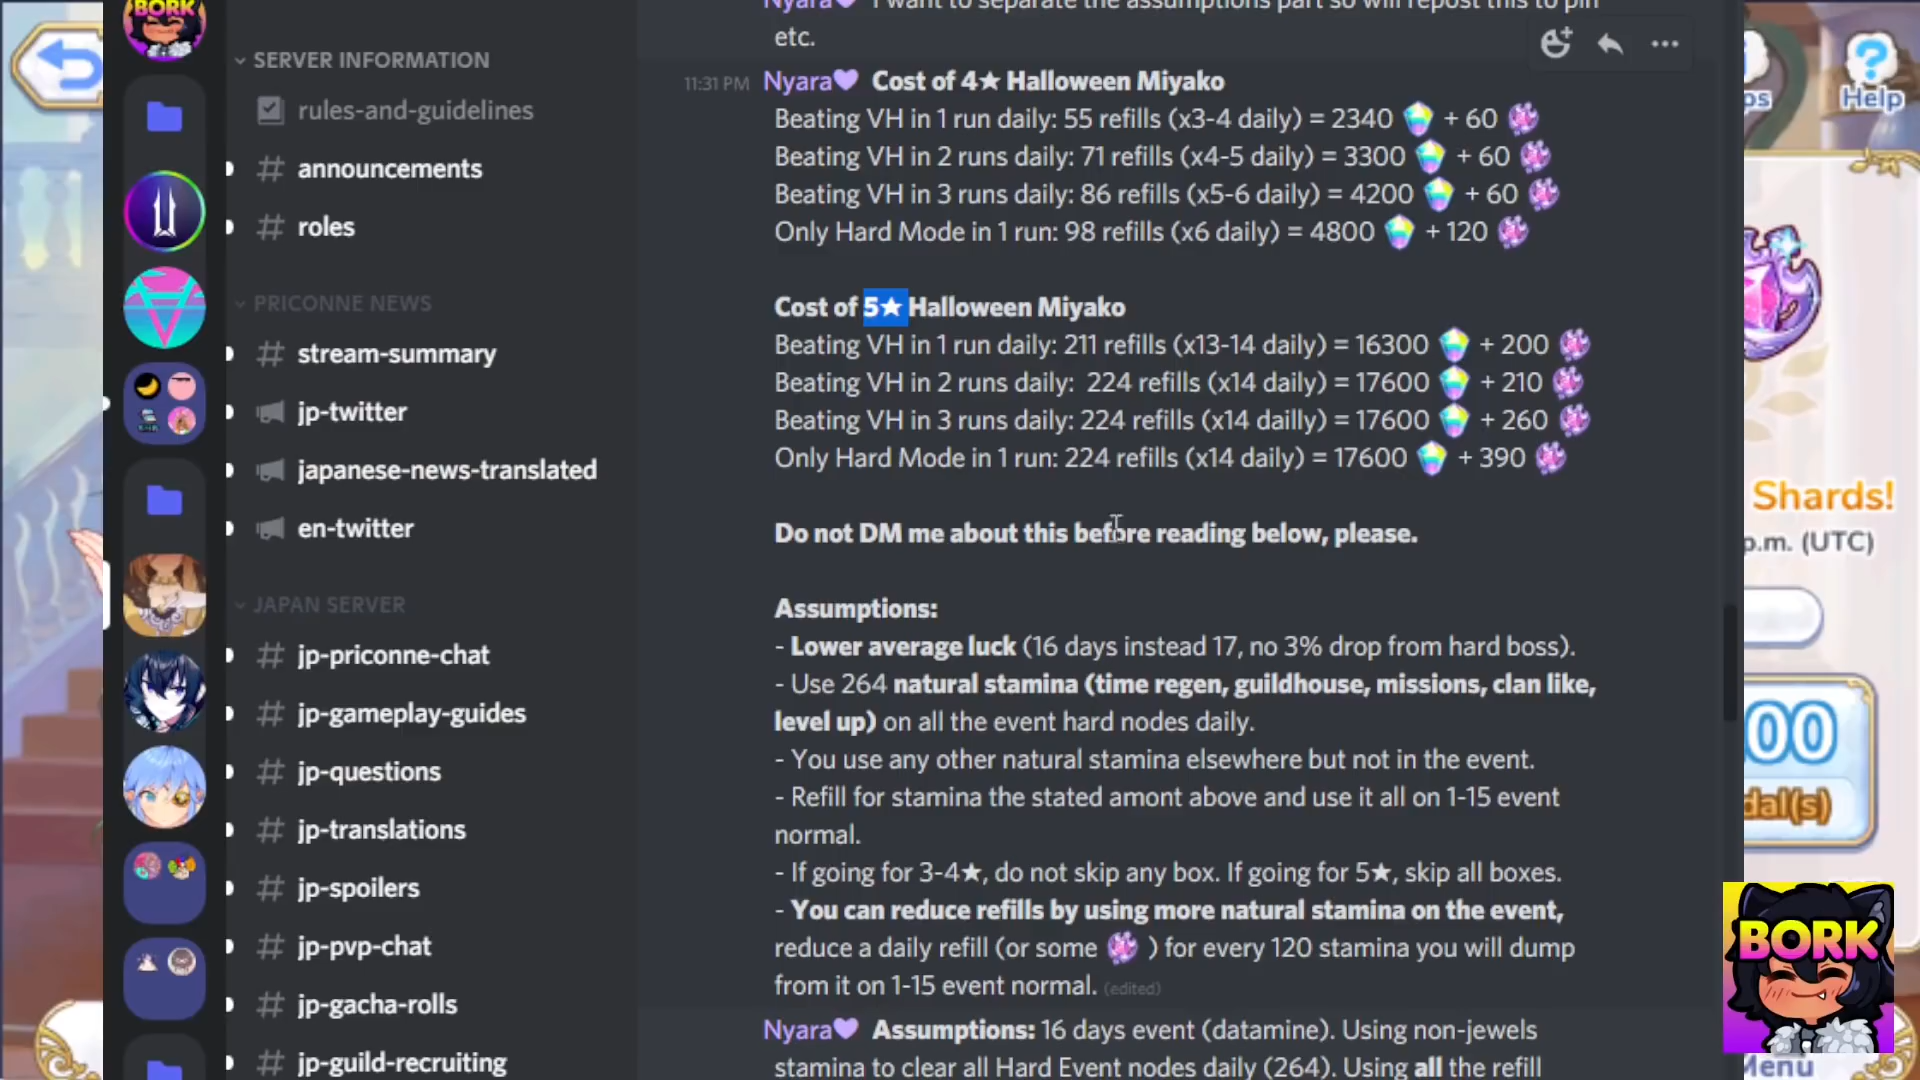 BORK
SERVER INFORMATION
rules-and-guidelines
announcements
roles
PRICONNE NEWS
stream-summary
jp-twitter
japanese-news-translated
en-twitter
JAPAN SERVER
jp-priconne-chat
jp-gameplay-guides
jp-questions
jp-translations
jp-spoilers
jp-pvp-chat
jp-gacha-rolls
jp-guild-recruiting
Nyara💜 I want to separate the assumptions part so will repost this to pin
etc.
11:31 PM Nyara💜 Cost of 4★ Halloween Miyako
Beating VH in 1 run daily: 55 refills (x3-4 daily) = 2340 + 60
Beating VH in 2 runs daily: 71 refills (x4-5 daily) = 3300 + 60
Beating VH in 3 runs daily: 86 refills (x5-6 daily) = 4200 + 60
Only Hard Mode in 1 run: 98 refills (x6 daily) = 4800 + 120
Cost of 5★ Halloween Miyako
Beating VH in 1 run daily: 211 refills (x13-14 daily) = 16300 + 200
Beating VH in 2 runs daily:  224 refills (x14 daily) = 17600 + 210
Beating VH in 3 runs daily: 224 refills (x14 dailly) = 17600 + 260
Only Hard Mode in 1 run: 224 refills (x14 daily) = 17600 + 390
Do not DM me about this before reading below, please.
Assumptions:
- Lower average luck (16 days instead 17, no 3% drop from hard boss).
- Use 264 natural stamina (time regen, guildhouse, missions, clan like,
level up) on all the event hard nodes daily.
- You use any other natural stamina elsewhere but not in the event.
- Refill for stamina the stated amont above and use it all on 1-15 event
normal.
- If going for 3-4★, do not skip any box. If going for 5★, skip all boxes.
- You can reduce refills by using more natural stamina on the event,
reduce a daily refill (or some ) for every 120 stamina you will dump
from it on 1-15 event normal. (edited)
Nyara💜 Assumptions: 16 days event (datamine). Using non-jewels
stamina to clear all Hard Event nodes daily (264). Using all the refill
Help
Shards!
p.m. (UTC)
00
dal(s)
BORK
Menu